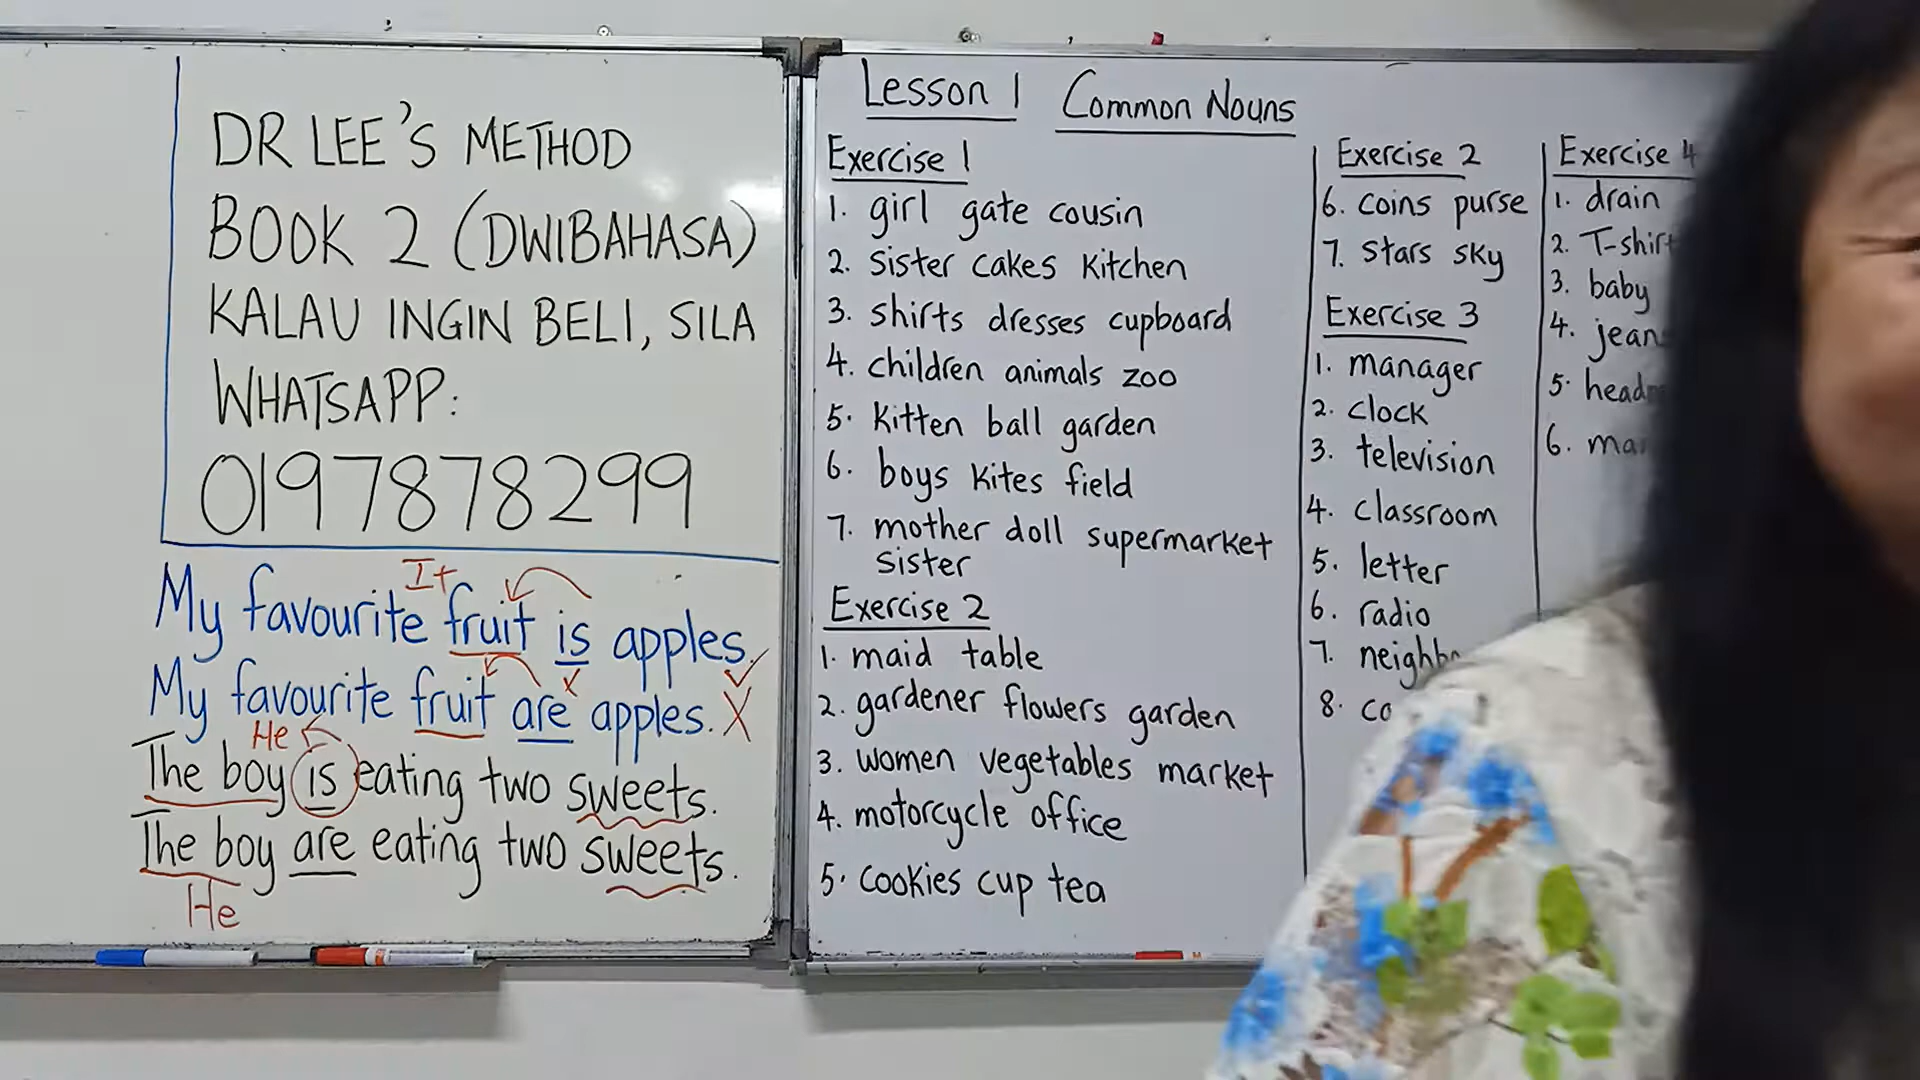 DR LEE'S METHOD
BOOK 2 (DWIBAHASA)
KALAU INGIN BELI, SILA
WHATSAPP:
0197878299
It
My favourite fruit is apples. ✓
x
My favourite fruit are apples. X
He
The boy is eating two sweets.
The boy are eating two sweets.
He
Lesson 1 Common Nouns
Exercise 1
1. girl gate cousin
2. sister cakes kitchen
3. shirts dresses cupboard
4. children animals zoo
5. kitten ball garden
6. boys kites field
7. mother doll supermarket
sister
Exercise 2
1. maid table
2. gardener flowers garden
3. women vegetables market
4. motorcycle office
5. cookies cup tea
Exercise 2
6. coins purse
7. stars sky
Exercise 3
1. manager
2. clock
3. television
4. classroom
5. letter
6. radio
7.
8.
Exercise 4
1. drain
2. T-shirt
3. baby
4.
5.
6.